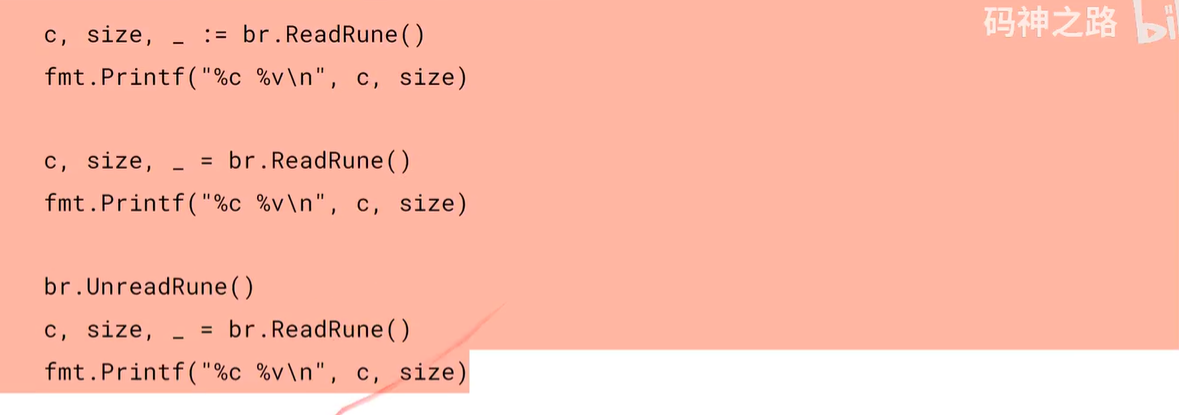 码神之路 bi
c, size, _ := br.ReadRune()
fmt.Printf("%c %v\n", c, size)
c, size, _ = br.ReadRune()
fmt.Printf("%c %v\n", c, size)
br.UnreadRune()
c, size, _ = br.ReadRune()
fmt.Printf("%c %v\n", c, size)